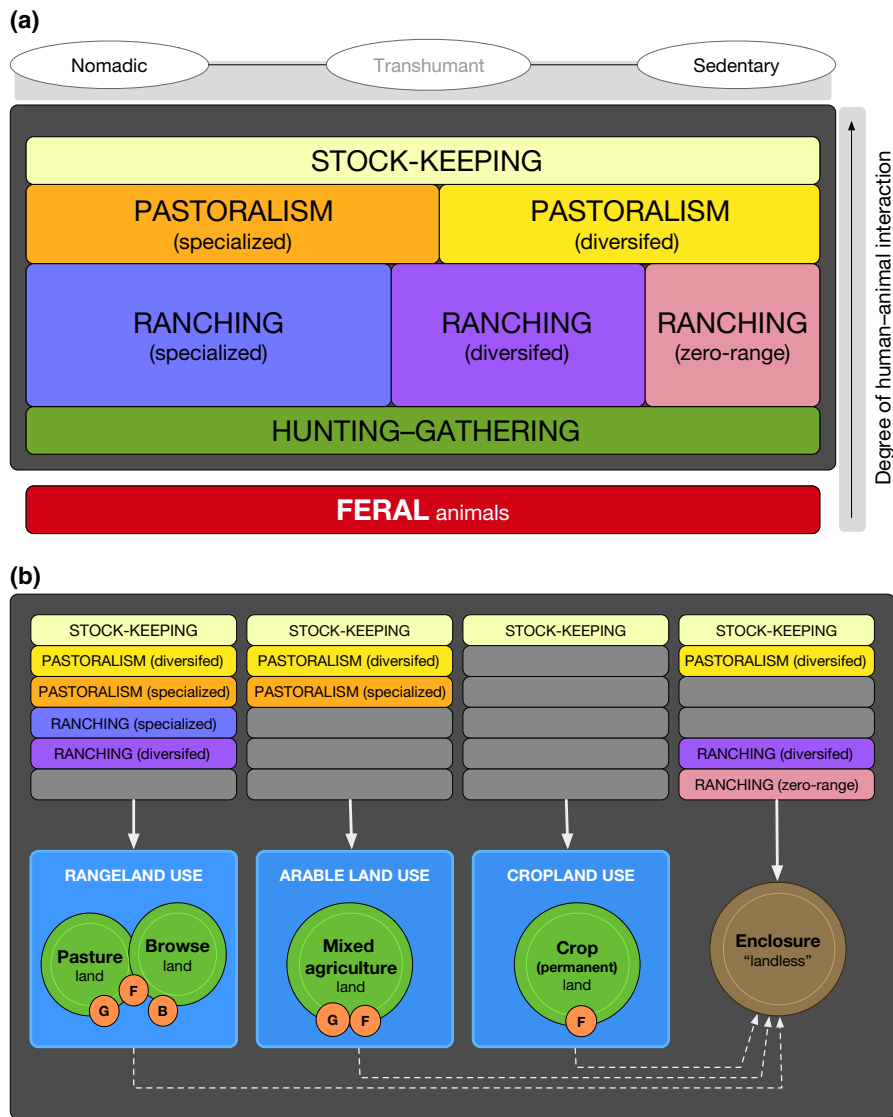 (a)
Nomadic
Transhumant
Sedentary
STOCK-KEEPING
PASTORALISM
(specialized)
PASTORALISM
(diversifed)
RANCHING
(specialized)
RANCHING
(diversifed)
RANCHING
(zero-range)
HUNTING–GATHERING
FERAL animals
Degree of human–animal interaction
(b)
STOCK-KEEPING
PASTORALISM (diversifed)
PASTORALISM (specialized)
RANCHING (specialized)
RANCHING (diversifed)
STOCK-KEEPING
PASTORALISM (diversifed)
PASTORALISM (specialized)
STOCK-KEEPING
STOCK-KEEPING
PASTORALISM (diversifed)
RANCHING (diversifed)
RANCHING (zero-range)
RANGELAND USE
Pasture
land
Browse
land
G
F
B
ARABLE LAND USE
Mixed
agriculture
land
G
F
CROPLAND USE
Crop
(permanent)
land
F
Enclosure
“landless”